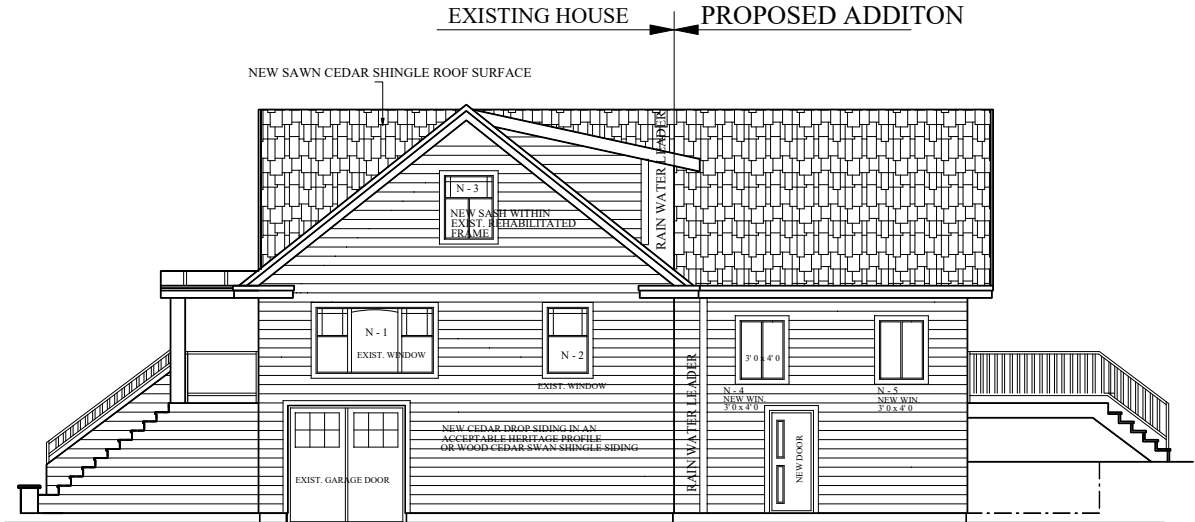 EXISTING HOUSE
PROPOSED ADDITON
NEW SAWN CEDAR SHINGLE ROOF SURFACE
RAIN WATER LEADER
N - 3
NEW SASH WITHIN
EXIST. REHABILITATED
FRAME
N - 1
EXIST. WINDOW
N - 2
EXIST. WINDOW
3' 0 x 4' 0
N - 4
NEW WIN.
3' 0 x 4' 0
N - 5
NEW WIN.
3' 0 x 4' 0
RAIN WATER LEADER
NEW CEDAR DROP SIDING IN AN
ACCEPTABLE HERITAGE PROFILE
OR WOOD CEDAR SWAN SHINGLE SIDING
EXIST. GARAGE DOOR
NEW DOOR